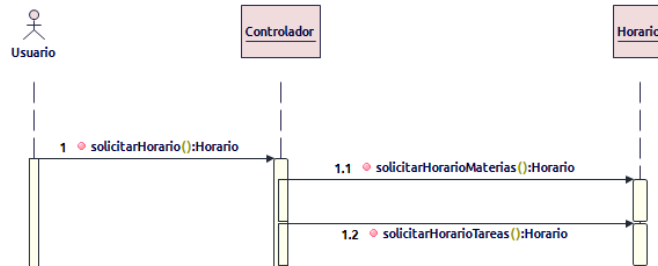 Usuario
Controlador
Horario
1 solicitarHorario():Horario
1.1 solicitarHorarioMaterias():Horario
1.2 solicitarHorarioTareas():Horario